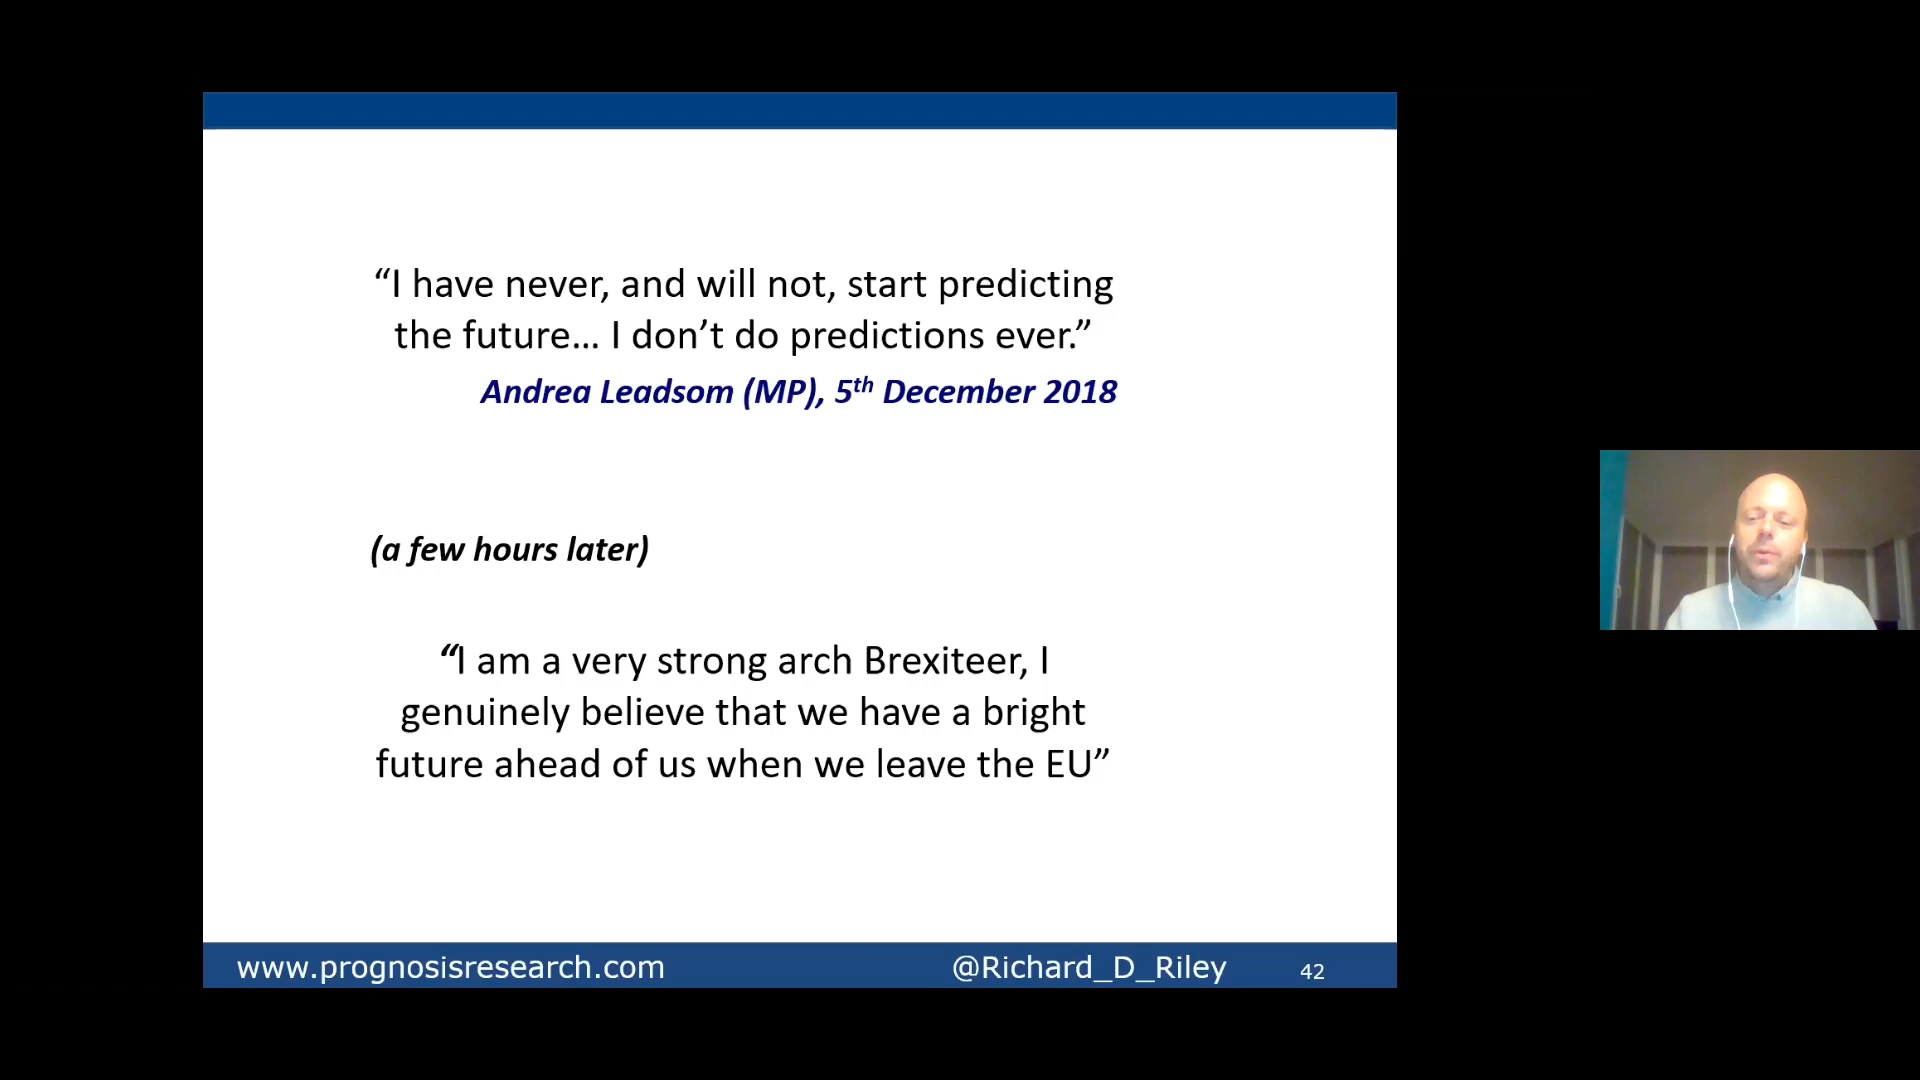 “I have never, and will not, start predicting
the future… I don’t do predictions ever.”
Andrea Leadsom (MP), 5th December 2018
(a few hours later)
“I am a very strong arch Brexiteer, I
genuinely believe that we have a bright
future ahead of us when we leave the EU”
www.prognosisresearch.com @Richard_D_Riley 42